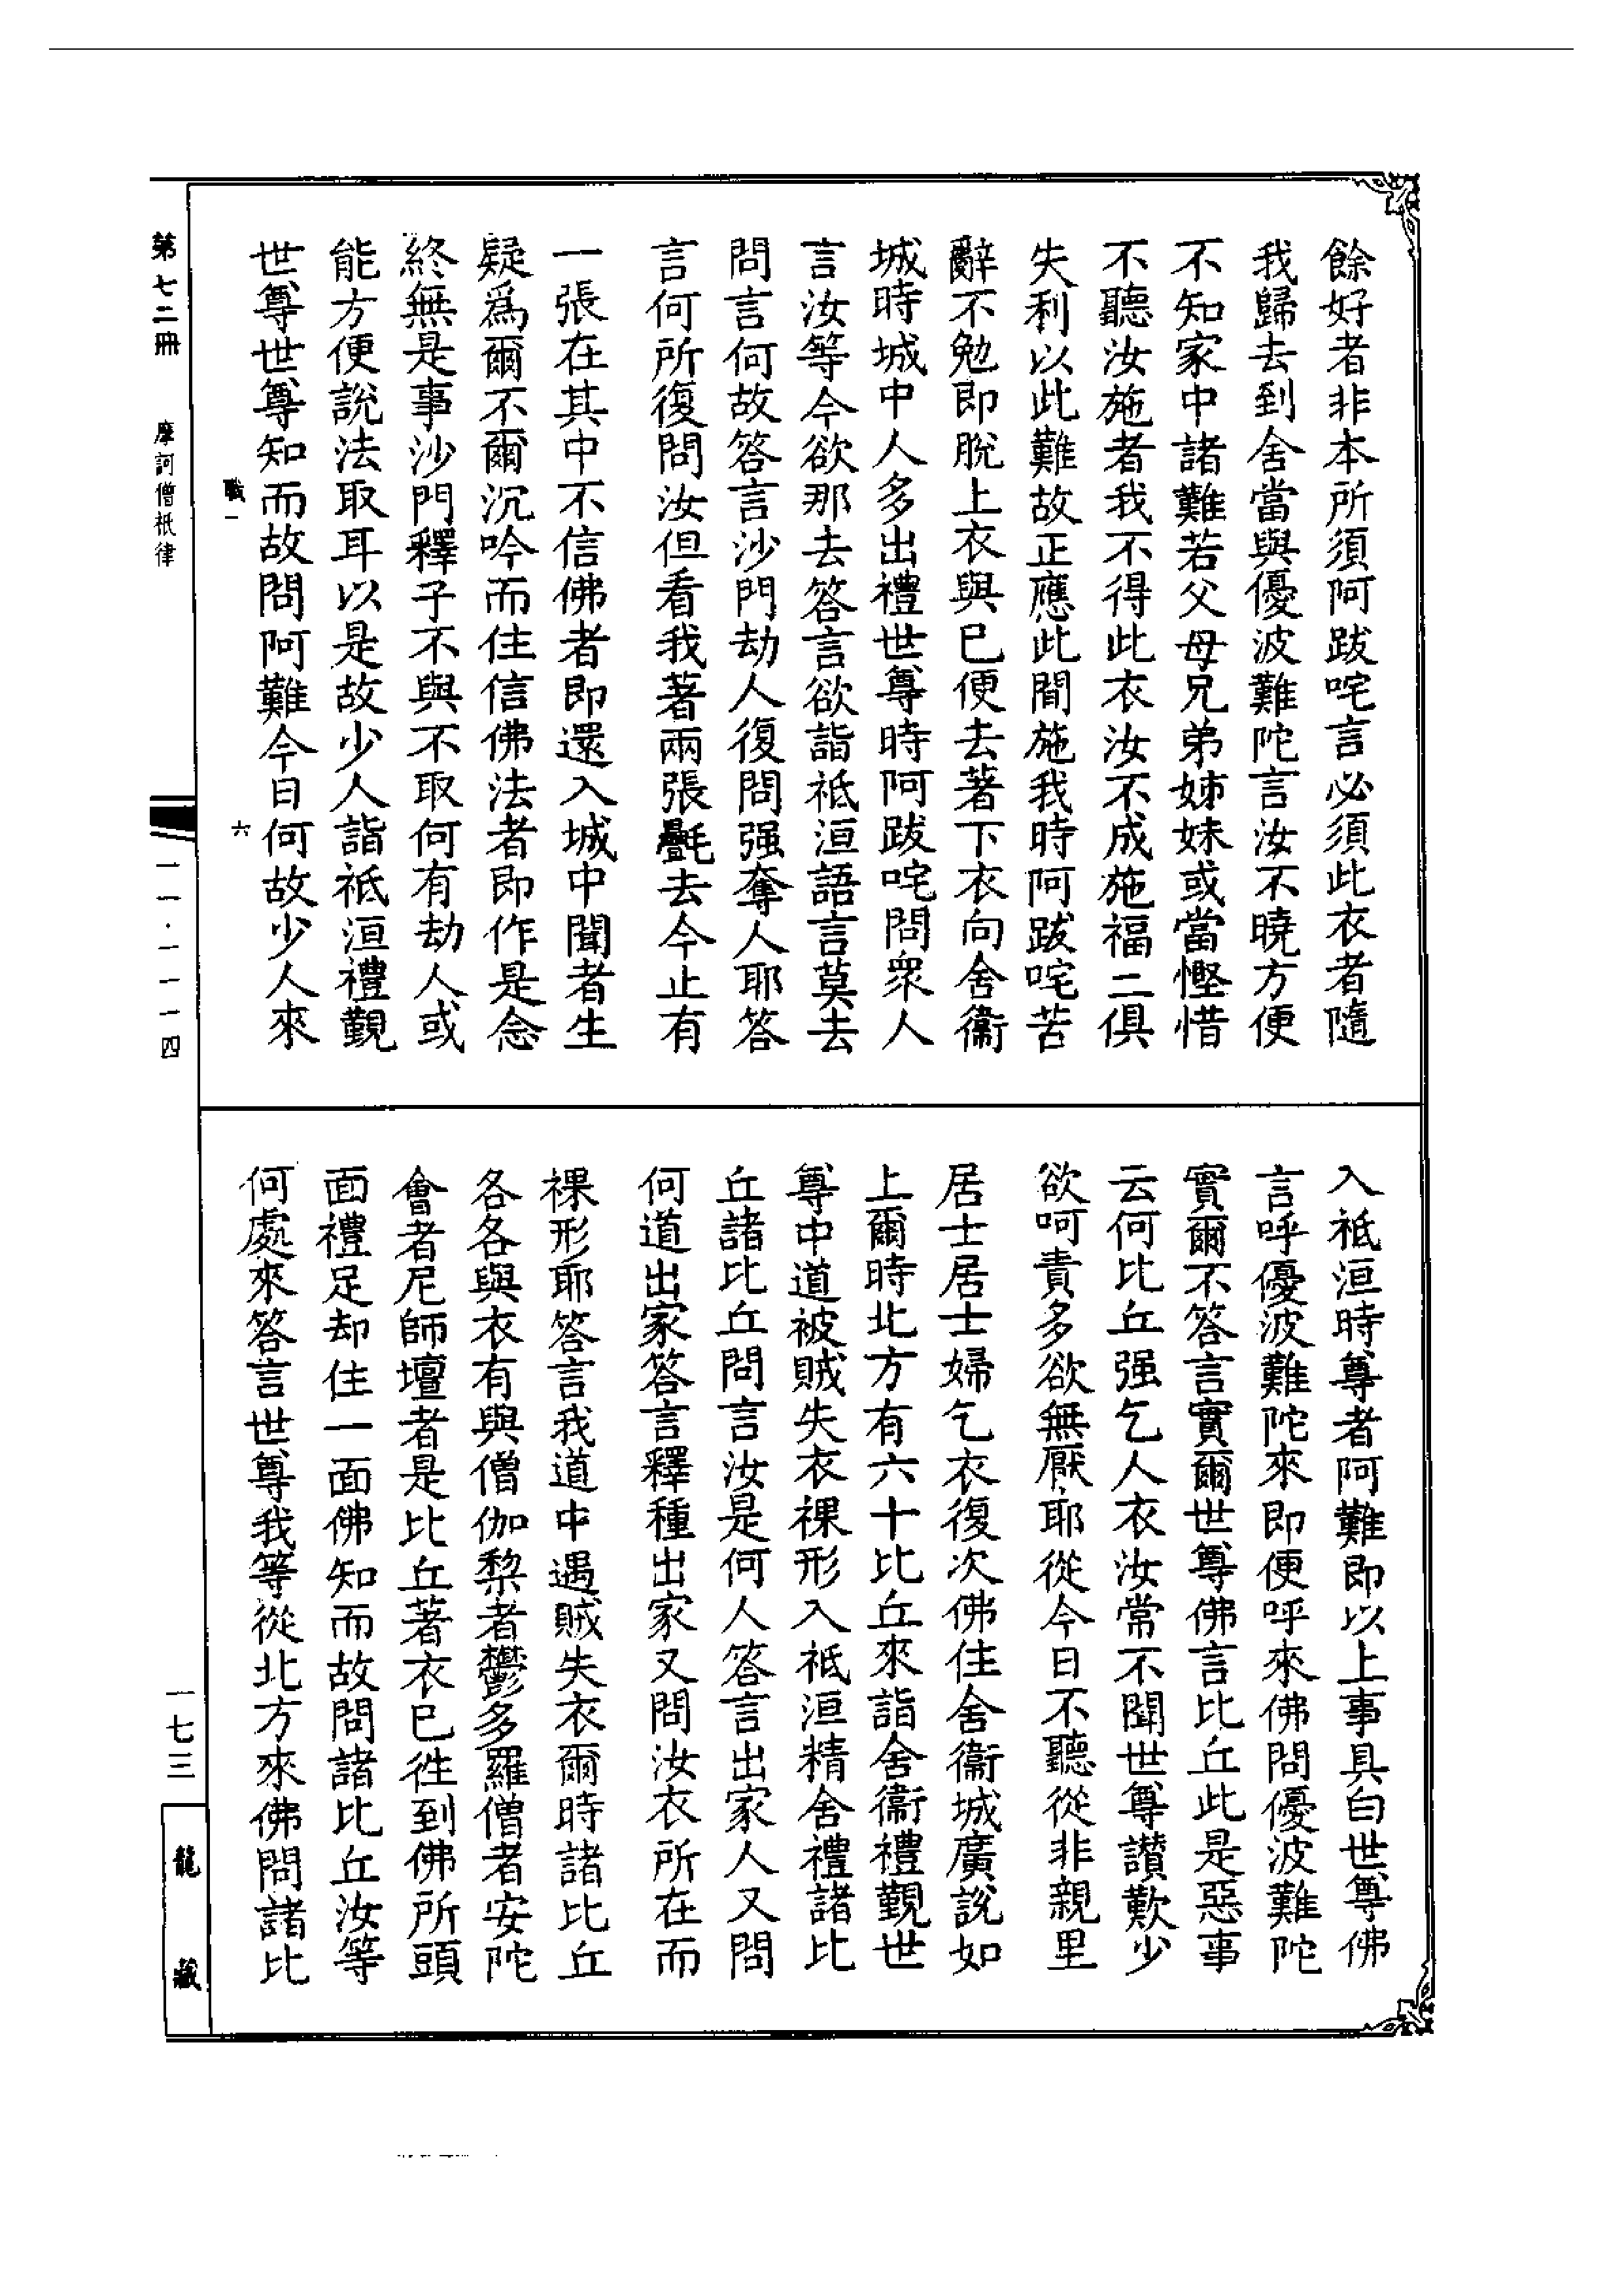 餘好者非本所須阿跋咤言必須此衣者隨
我歸去到舍當與優波難陀言汝不曉方便
不知家中諸難若父母兄弟姊妹或當慳惜
不聽汝施者我不得此衣汝不成施福二俱
失利以此難故正應此間施我時阿跋咤苦
辭不勉即脫上衣與已便去著下衣向舍衞
城時城中人多出禮世尊時阿跋咤問衆人
言汝等今欲那去答言欲詣祇洹語言莫去
問言何故答言沙門劫人復問强奪人耶答
言何所復問汝但看我著兩張㲲去今止有
一張在其中不信佛者即還入城中聞者生
疑爲爾不爾沉吟而住信佛法者即作是念
終無是事沙門釋子不與不取何有劫人或
能方便說法取耳以是故少人詣祇洹禮覲
世尊世尊知而故問阿難今日何故少人來
入祇洹時尊者阿難即以上事具白世尊佛
言呼優波難陀來即便呼來佛問優波難陀
實爾不答言實爾世尊佛言比丘此是惡事
云何比丘强乞人衣汝常不聞世尊讚歎少
欲呵責多欲無厭耶從今日不聽從非親里
居士居士婦乞衣復次佛住舍衞城廣說如
上爾時北方有六十比丘來詣舍衞禮覲世
尊中道被賊失衣裸形入祇洹精舍禮諸比
丘諸比丘問言汝是何人答言出家人又問
何道出家答言釋種出家又問汝衣所在而
裸形耶答言我道中遇賊失衣爾時諸比丘
各各與衣有與僧伽棃者鬱多羅僧者安陀
會者尼師壇者是比丘著衣已徃到佛所頭
面禮足却住一面佛知而故問諸比丘汝等
何處來答言世尊我等從北方來佛問諸比
職一
六
第七二冊 摩訶僧祇律
一一·一一一四
一七三
龍藏